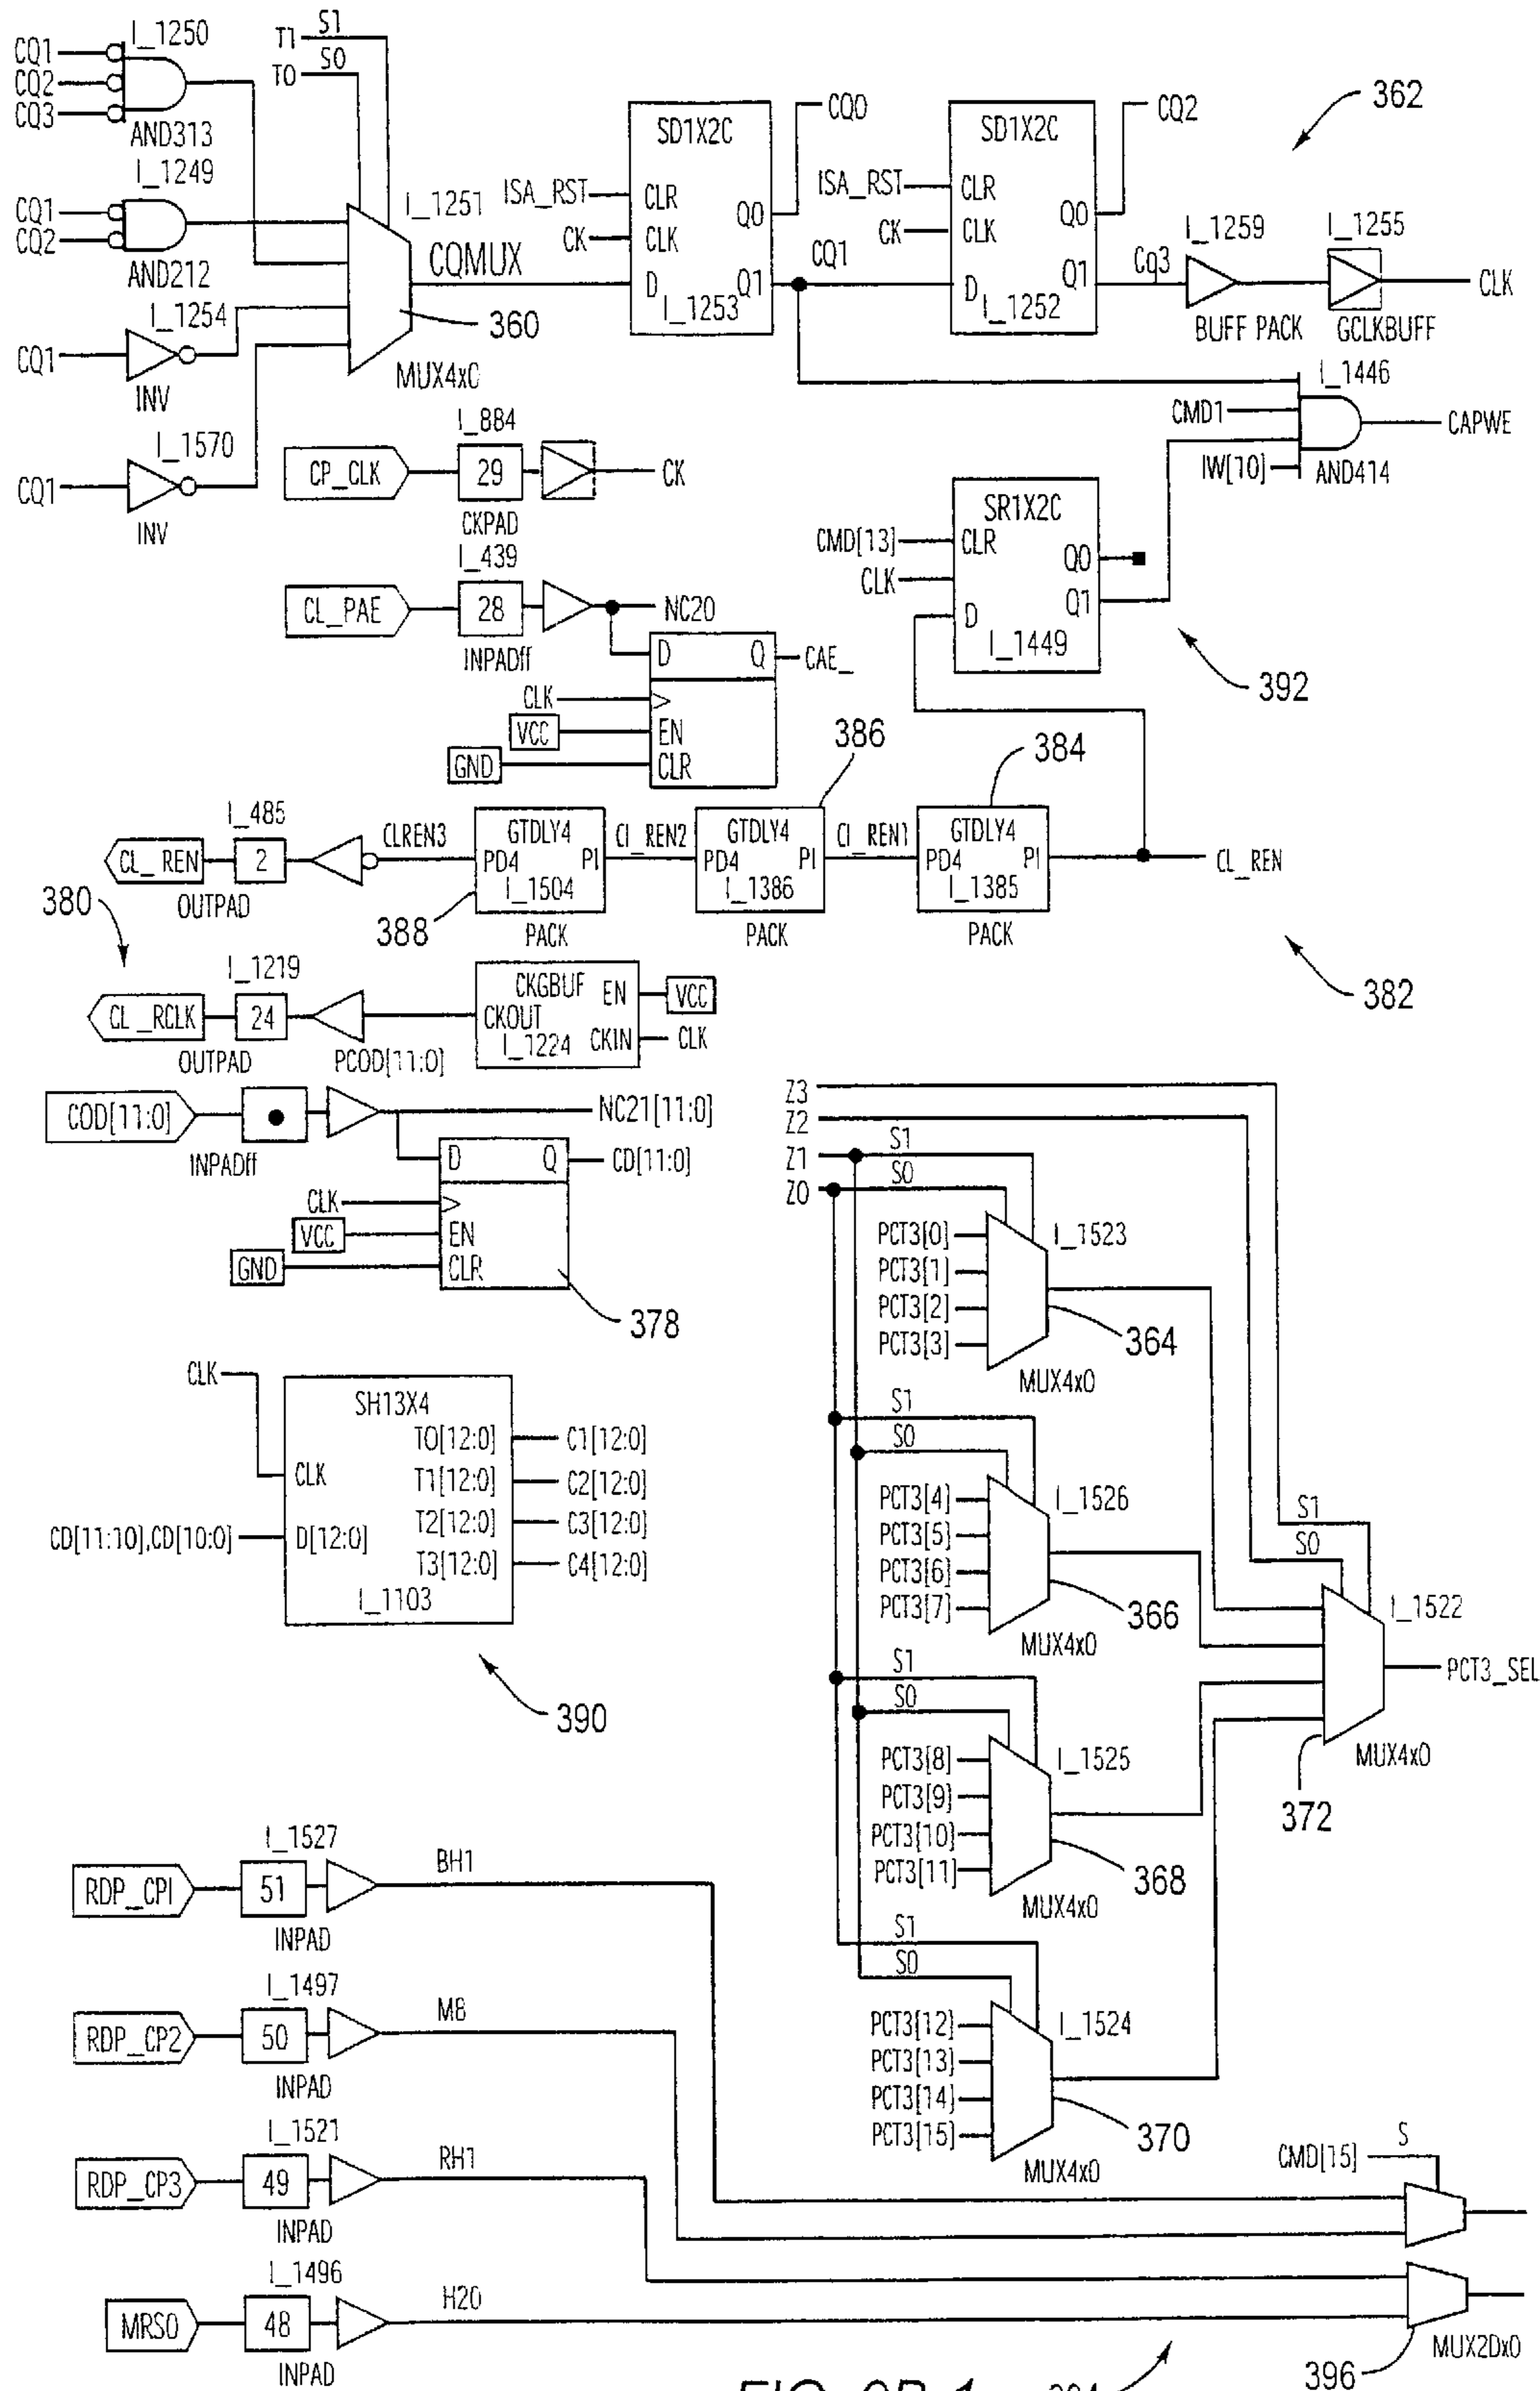 I_1250
CQ1
CQ2
CQ3
AND313
T1
S1
T0
S0
I_1249
CQ1
CQ2
AND212
I_1251
CQMUX
360
MUX4x0
I_1254
CQ1
INV
I_1570
CQ1
INV
SD1X2C
ISA_RST
CLR
CK
CLK
D
Q0
Q1
I_1253
CQ0
CQ1
SD1X2C
ISA_RST
CLR
CK
CLK
D
Q0
Q1
I_1252
CQ2
362
Cq3
I_1259
BUFF PACK
I_1255
GCLKBUFF
CLK
I_1446
CMD1
IW[10]
AND414
CAPWE
I_884
CP_CLK
29
CK
CKPAD
I_439
CL_PAE
28
NC20
INPADff
D
Q
CAE_
CLK
VCC
EN
GND
CLR
SR1X2C
CMD[13]
CLR
CLK
D
Q0
Q1
I_1449
392
386
384
I_485
CL_REN
2
OUTPAD
CLREN3
GTDLY4
PD4
PI
I_1504
PACK
388
CI_REN2
GTDLY4
PD4
PI
I_1386
PACK
CI_REN1
GTDLY4
PD4
PI
I_1385
PACK
CL_REN
382
380
I_1219
CL_RCLK
24
OUTPAD
PCOD[11:0]
CKGBUF
EN
VCC
CKOUT
I_1224
CKIN
CLK
COD[11:0]
INPADff
NC21[11:0]
D
Q
CD[11:0]
CLK
VCC
EN
GND
CLR
378
Z3
Z2
Z1
Z0
S1
S0
PCT3[0]
PCT3[1]
PCT3[2]
PCT3[3]
I_1523
364
MUX4x0
CLK
SH13X4
T0[12:0]
C1[12:0]
CLK
T1[12:0]
C2[12:0]
T2[12:0]
C3[12:0]
CD[11:10],CD[10:0]
D[12:0]
T3[12:0]
C4[12:0]
I_1103
390
S1
S0
PCT3[4]
PCT3[5]
PCT3[6]
PCT3[7]
I_1526
366
MUX4x0
S1
S0
I_1522
PCT3_SEL
MUX4x0
372
S1
S0
PCT3[8]
PCT3[9]
PCT3[10]
PCT3[11]
I_1525
368
MUX4x0
S1
S0
PCT3[12]
PCT3[13]
PCT3[14]
PCT3[15]
I_1524
370
MUX4x0
I_1527
RDP_CP1
51
BH1
INPAD
I_1497
RDP_CP2
50
M8
INPAD
I_1521
RDP_CP3
49
RH1
INPAD
I_1496
MRS0
48
H20
INPAD
CMD[15]
S
MUX2Dx0
396